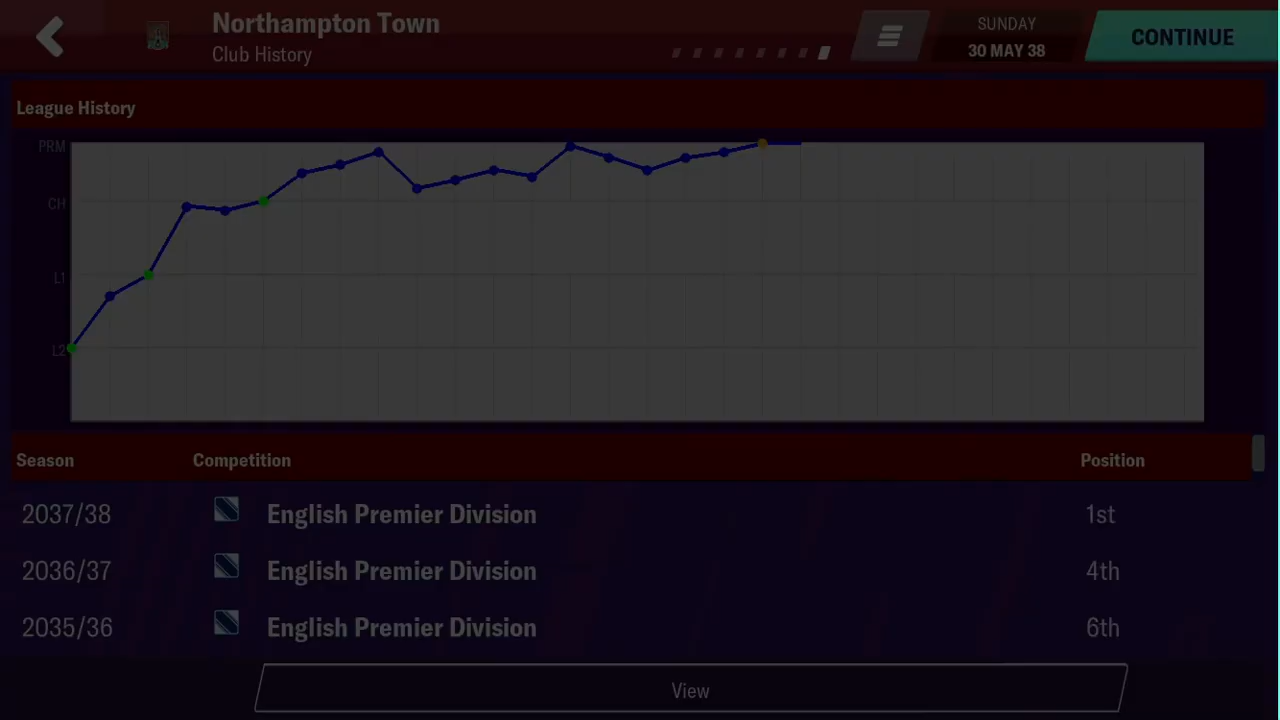 Northampton Town
Club History
SUNDAY
30 MAY 38
CONTINUE
League History
PRM
CH
L1
L2
Season Competition Position
2037/38 English Premier Division 1st
2036/37 English Premier Division 4th
2035/36 English Premier Division 6th
View